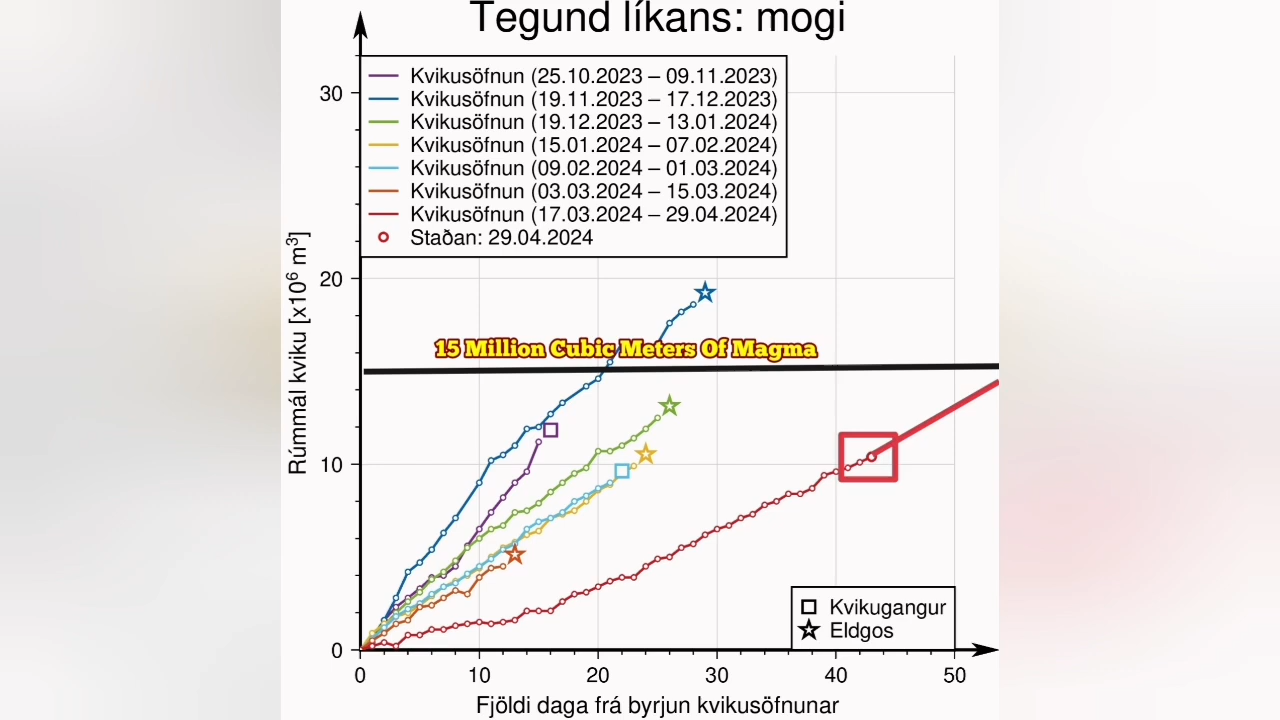 Tegund líkans: mogi
Kvikusöfnun (25.10.2023 – 09.11.2023)
Kvikusöfnun (19.11.2023 – 17.12.2023)
Kvikusöfnun (19.12.2023 – 13.01.2024)
Kvikusöfnun (15.01.2024 – 07.02.2024)
Kvikusöfnun (09.02.2024 – 01.03.2024)
Kvikusöfnun (03.03.2024 – 15.03.2024)
Kvikusöfnun (17.03.2024 – 29.04.2024)
Staðan: 29.04.2024
30
20
10
0
Rúmmál kviku [x10⁶ m³]
15 Million Cubic Meters Of Magma
Kvikugangur
Eldgos
0 10 20 30 40 50
Fjöldi daga frá byrjun kvikusöfnunar